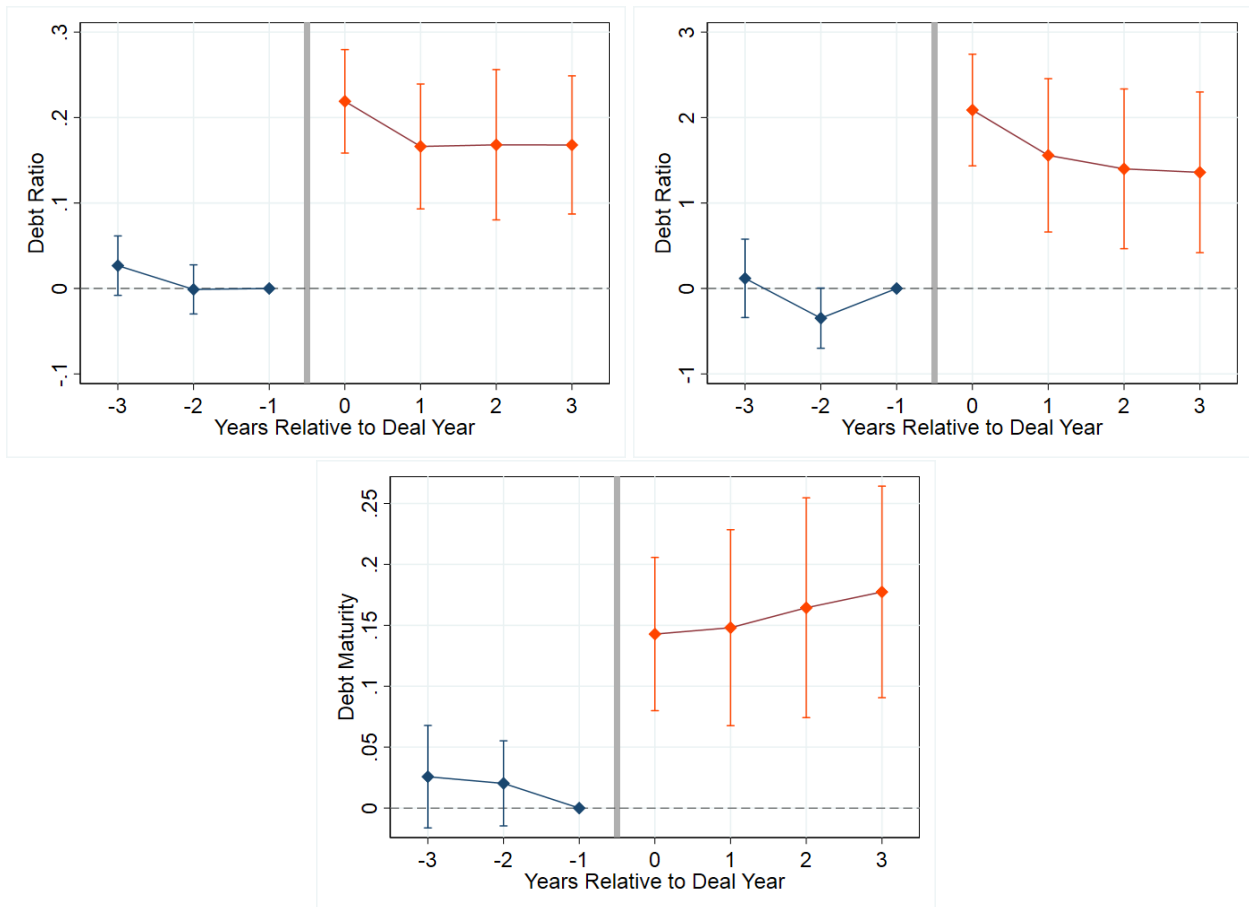 .3
.2
.1
0
-.1
Debt Ratio
-3 -2 -1 0 1 2 3
Years Relative to Deal Year
3
2
1
0
-1
Debt Ratio
-3 -2 -1 0 1 2 3
Years Relative to Deal Year
.25
.2
.15
.1
.05
0
Debt Maturity
-3 -2 -1 0 1 2 3
Years Relative to Deal Year